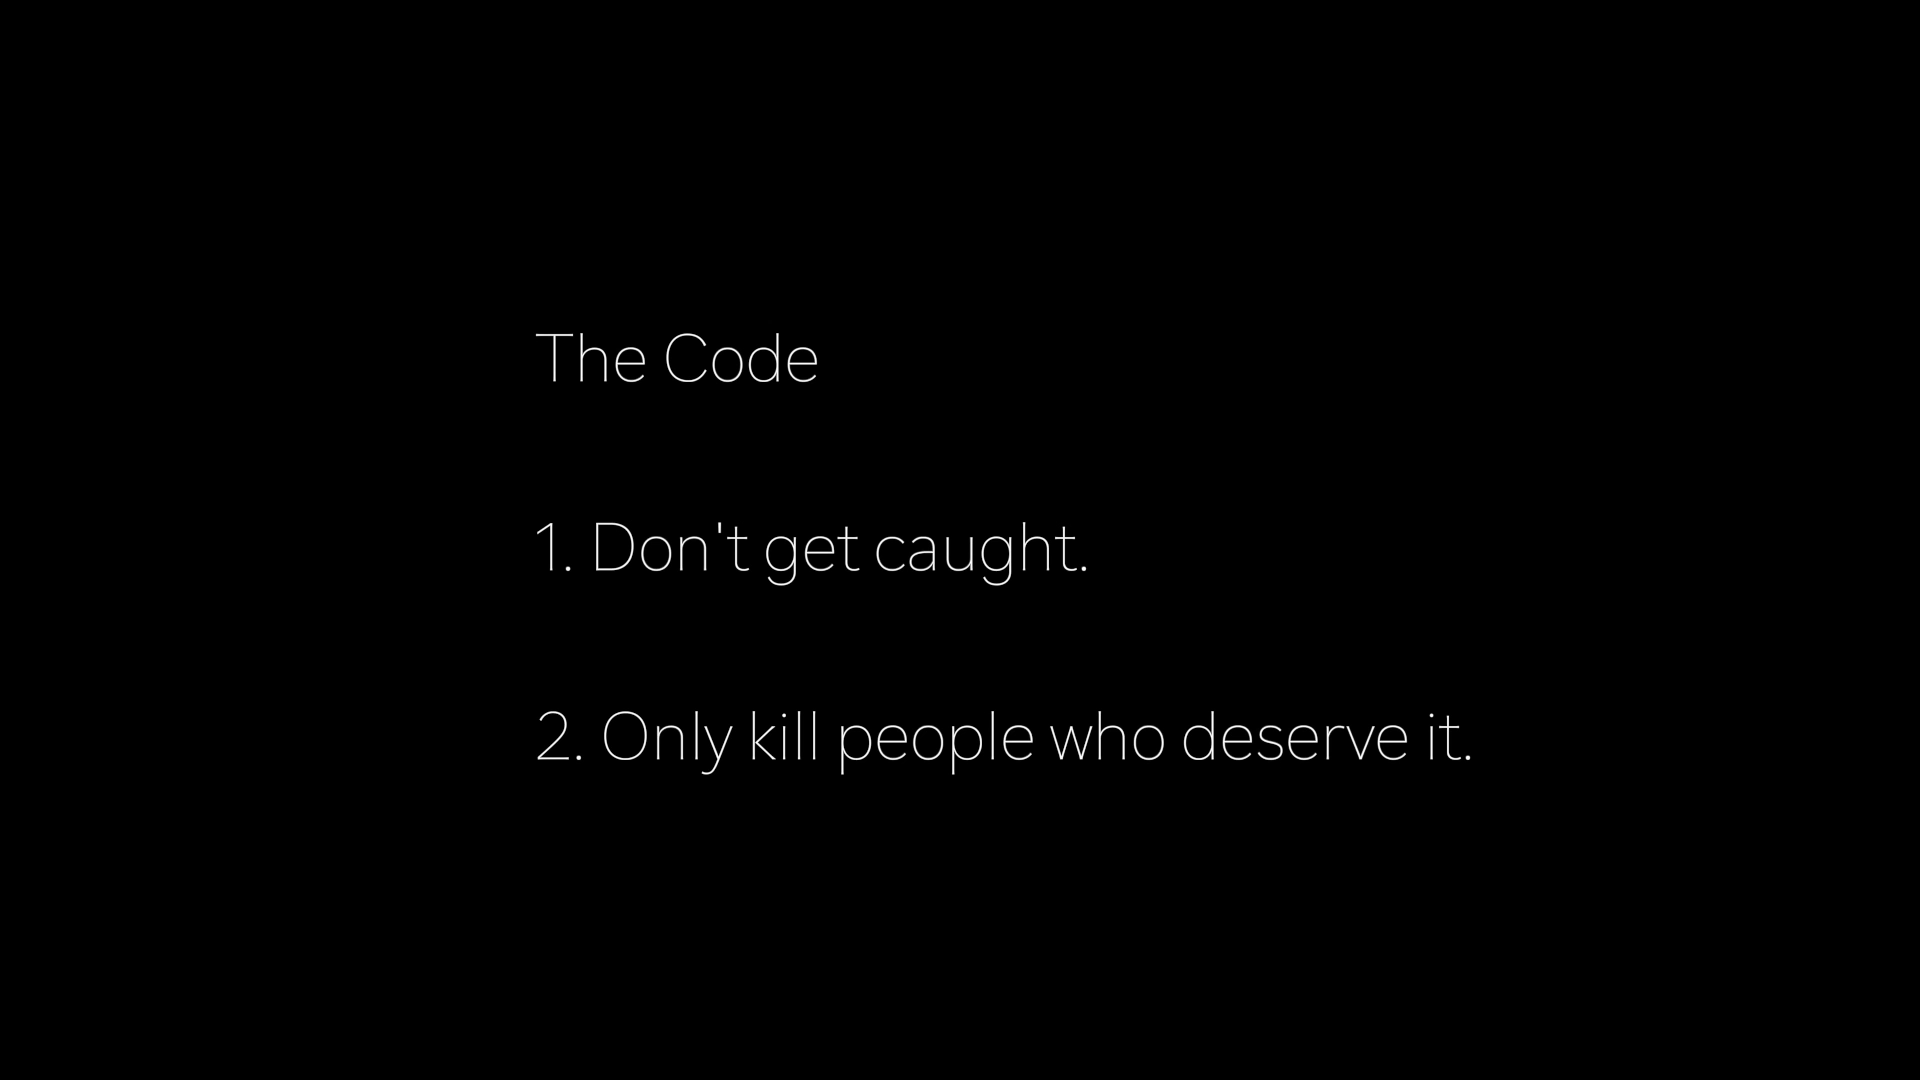 The Code
1. Don't get caught.
2. Only kill people who deserve it.